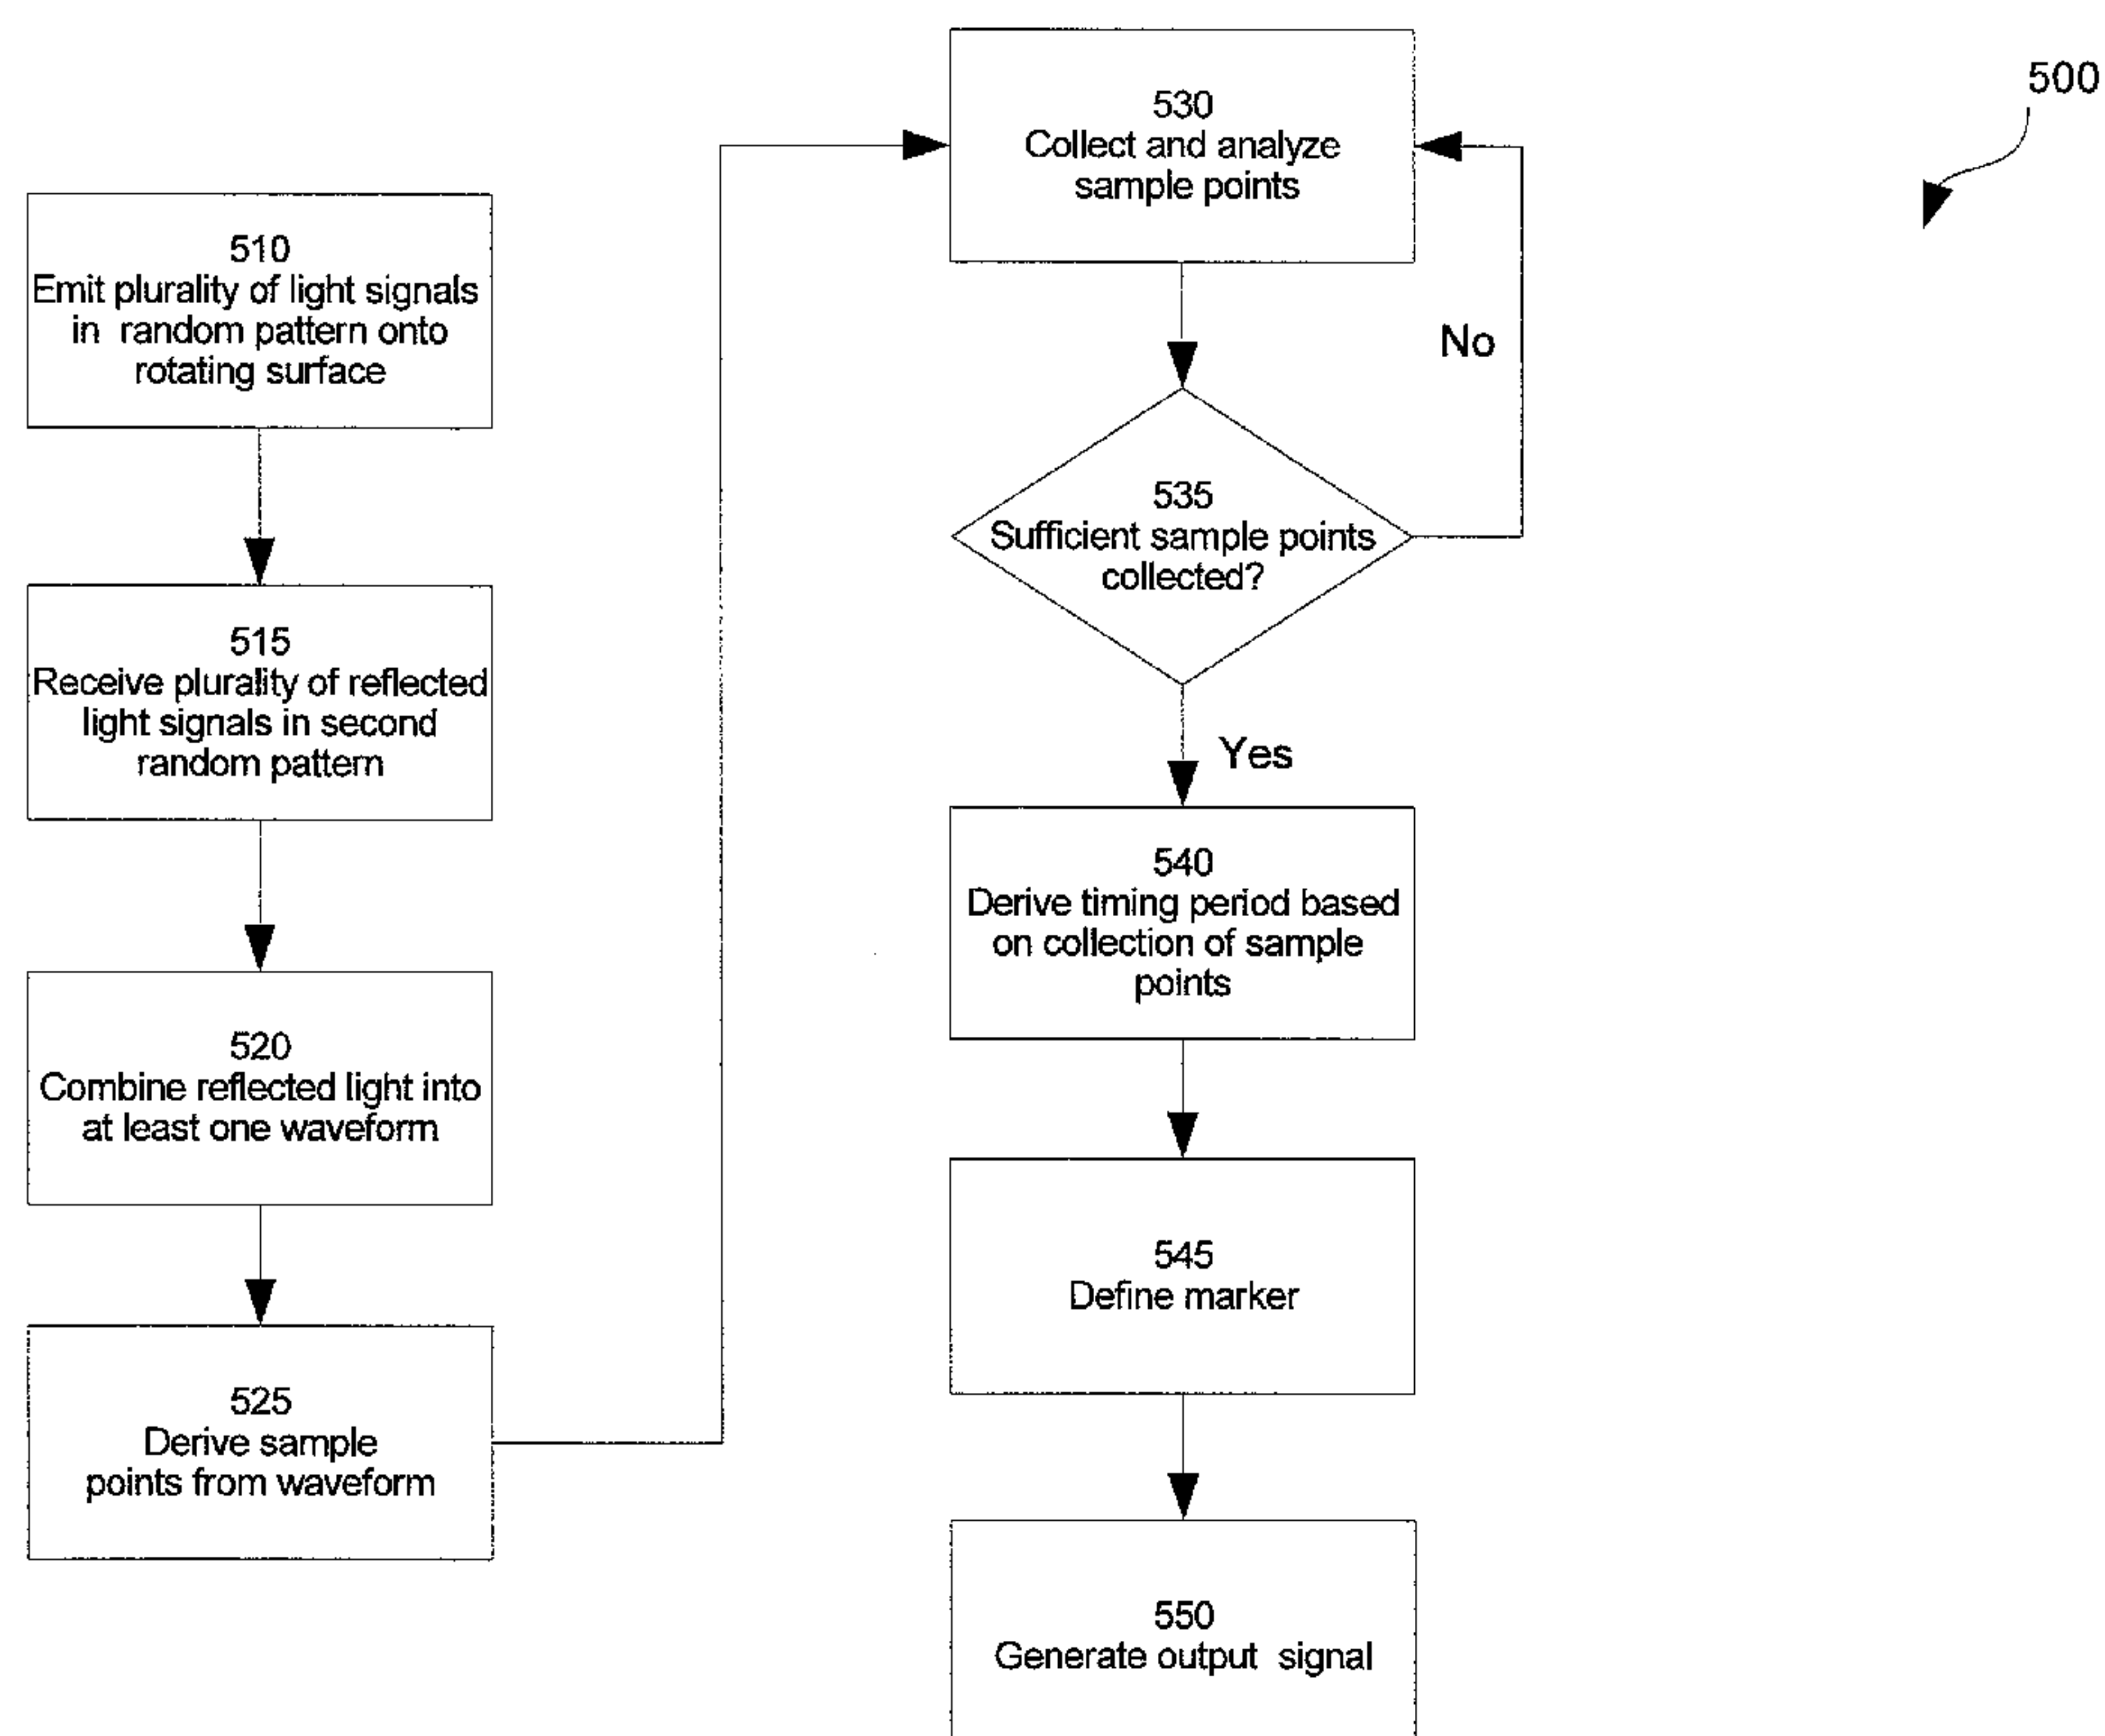 500
510
Emit plurality of light signals
in random pattern onto
rotating surface
515
Receive plurality of reflected
light signals in second
random pattern
520
Combine reflected light into
at least one waveform
525
Derive sample
points from waveform
530
Collect and analyze
sample points
No
535
Sufficient sample points
collected?
Yes
540
Derive timing period based
on collection of sample
points
545
Define marker
550
Generate output signal